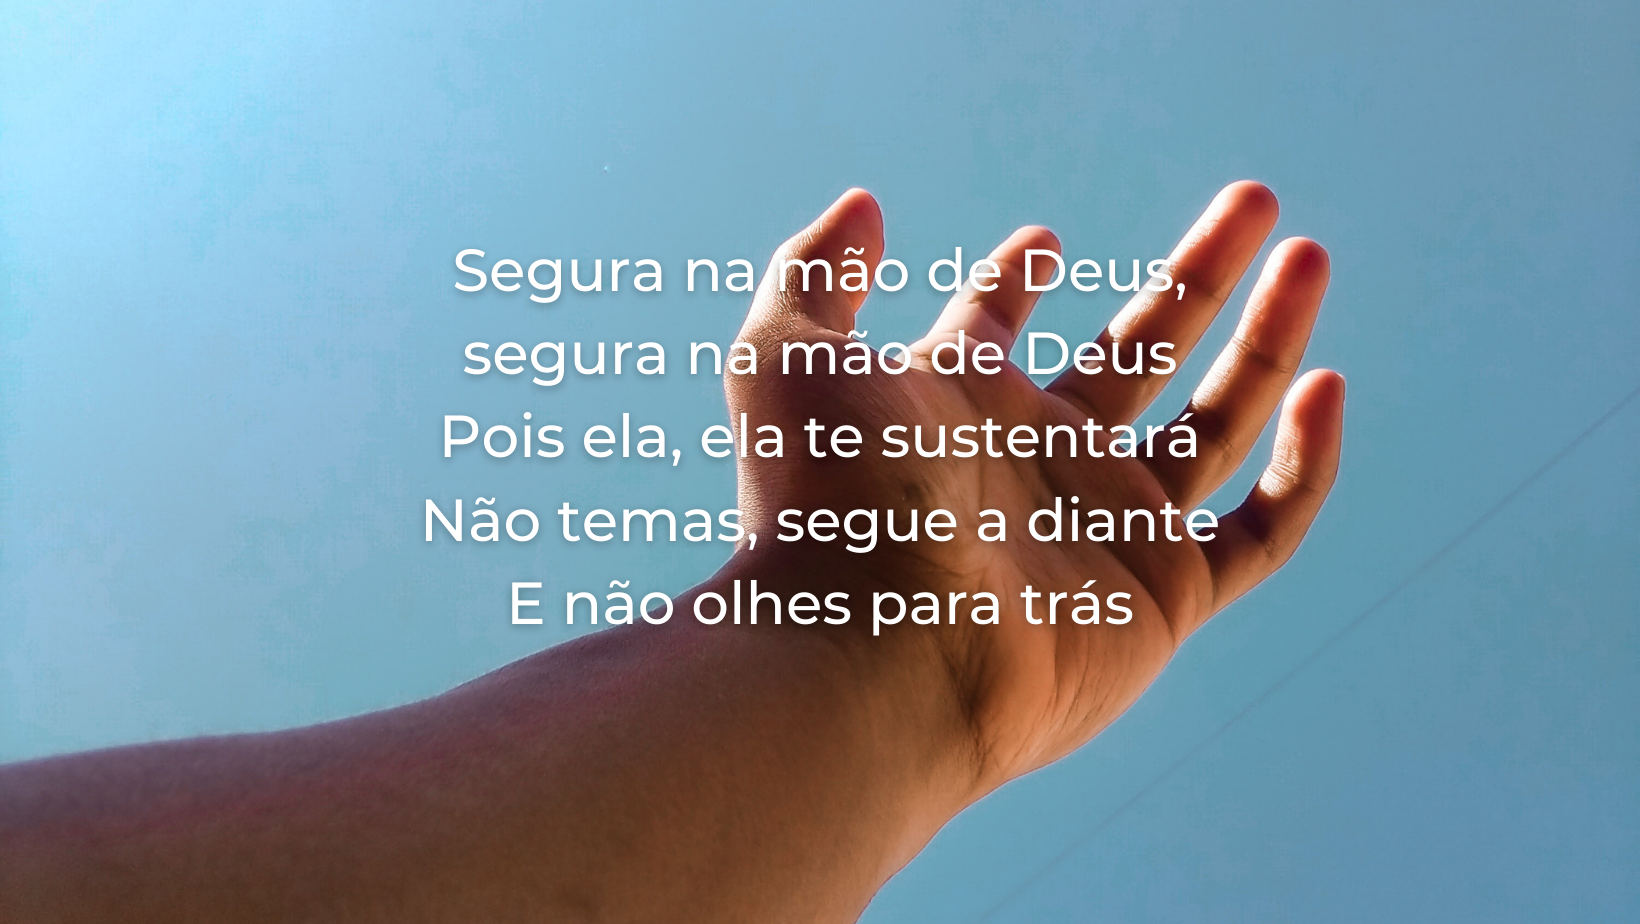 Segura na mão de Deus,
segura na mão de Deus
Pois ela, ela te sustentará
Não temas, segue a diante
E não olhes para trás